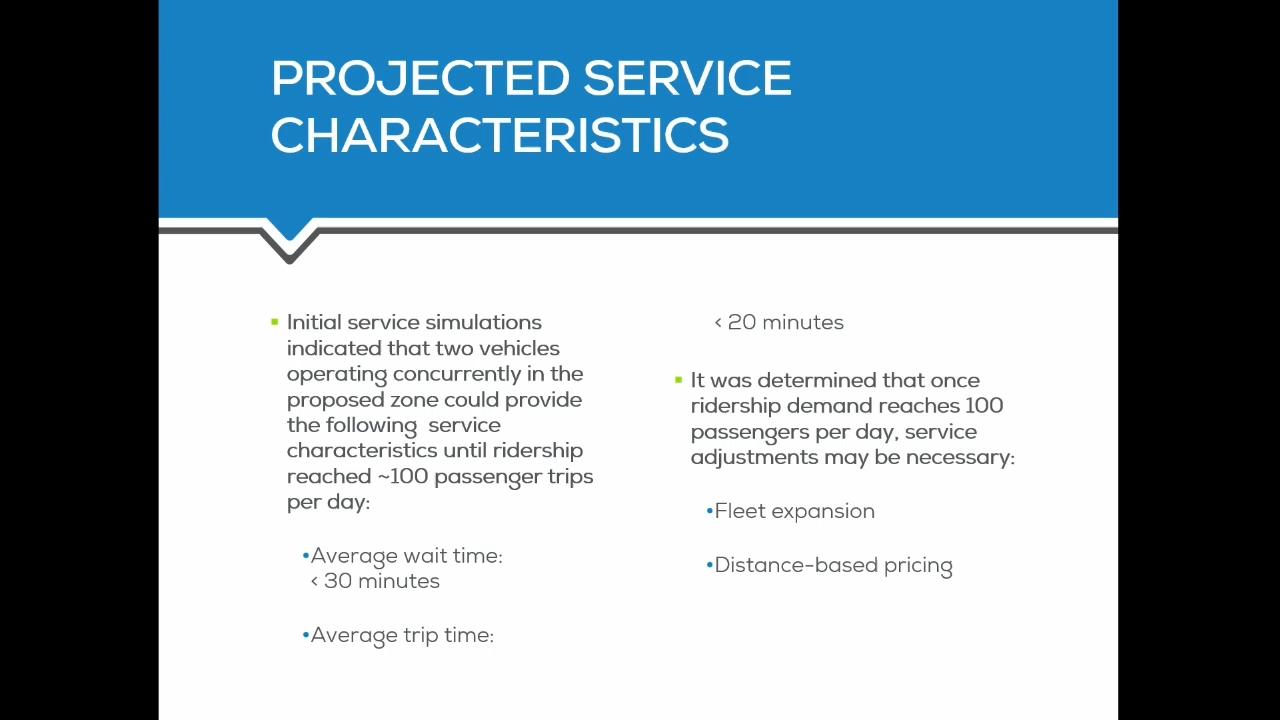 PROJECTED SERVICE
CHARACTERISTICS
▪ Initial service simulations
indicated that two vehicles
operating concurrently in the
proposed zone could provide
the following  service
characteristics until ridership
reached ~100 passenger trips
per day:
•Average wait time:
< 30 minutes
•Average trip time:
< 20 minutes
▪ It was determined that once
ridership demand reaches 100
passengers per day, service
adjustments may be necessary:
•Fleet expansion
•Distance-based pricing